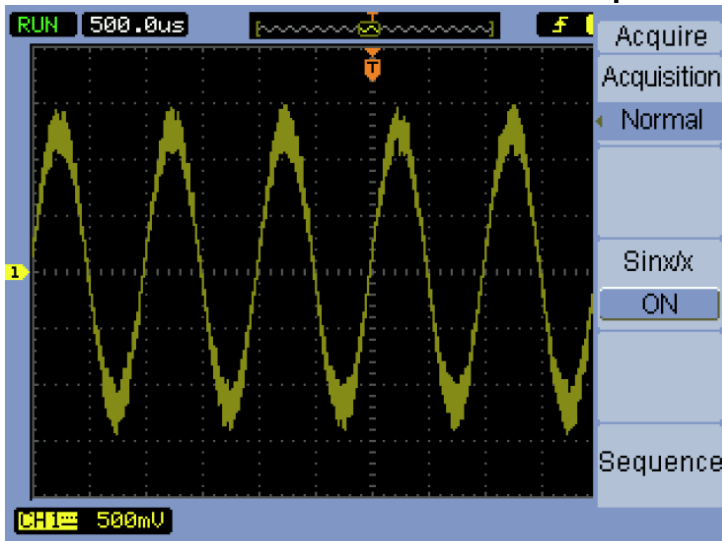 RUN 500.0us
T
Acquire
Acquisition
Normal
1
Sinx/x
ON
Sequence
CH1 500mV